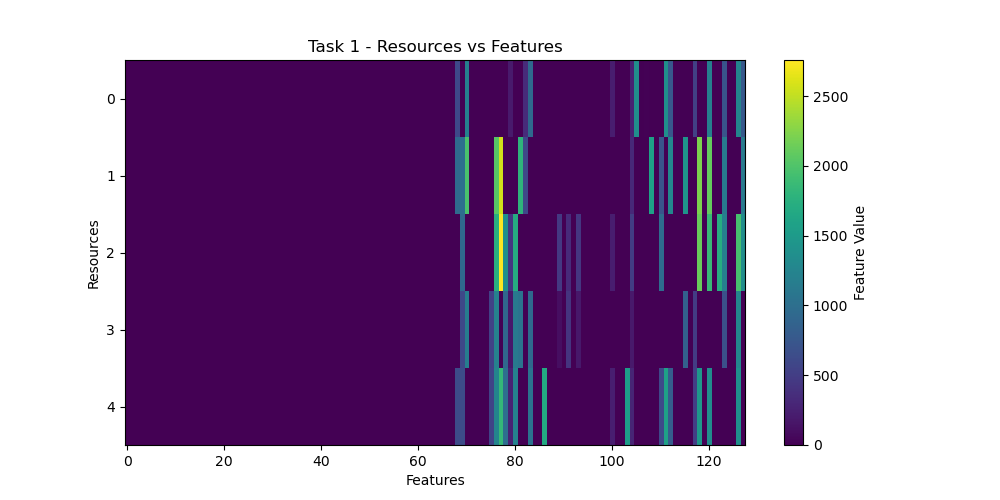 Task 1 - Resources vs Features
Resources
0
1
2
3
4
0 20 40 60 80 100 120
Features
2500
2000
1500
1000
500
0
Feature Value